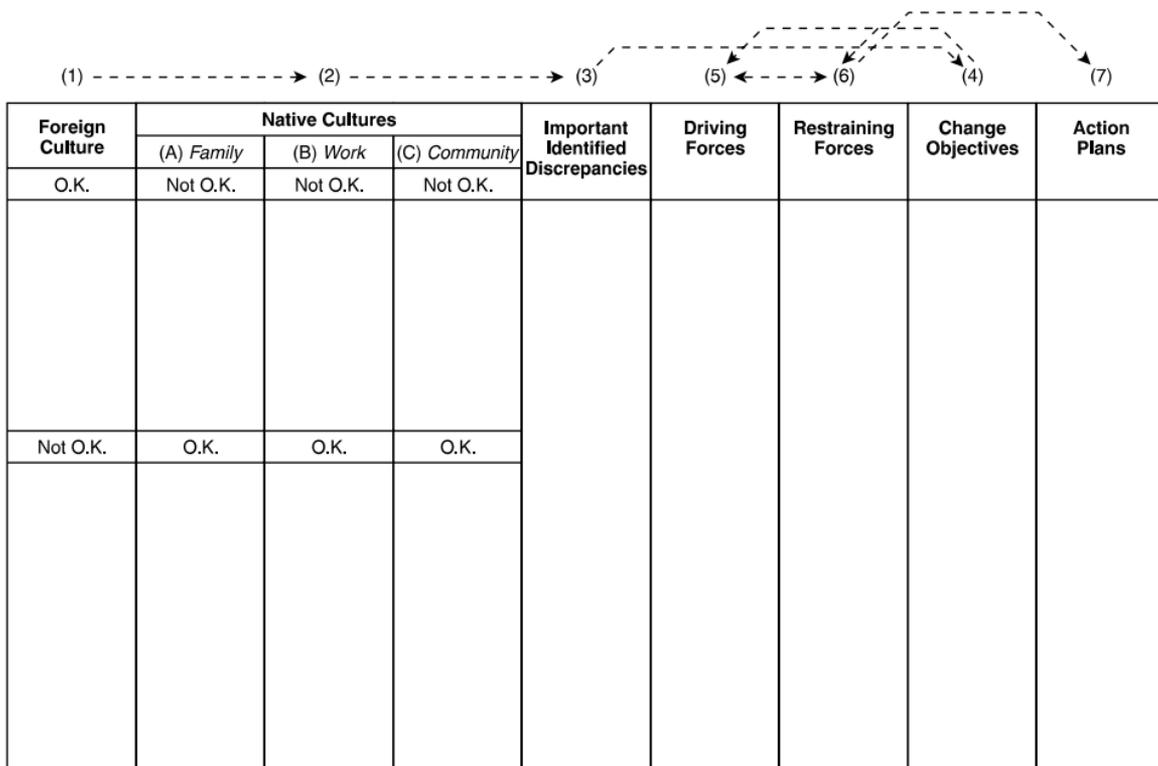 (1) (2) (3) (5) (6) (4) (7)
Foreign
Culture
Native Cultures
(A) Family
(B) Work
(C) Community
Important
Identified
Discrepancies
Driving
Forces
Restraining
Forces
Change
Objectives
Action
Plans
O.K.
Not O.K.
Not O.K.
Not O.K.
Not O.K.
O.K.
O.K.
O.K.